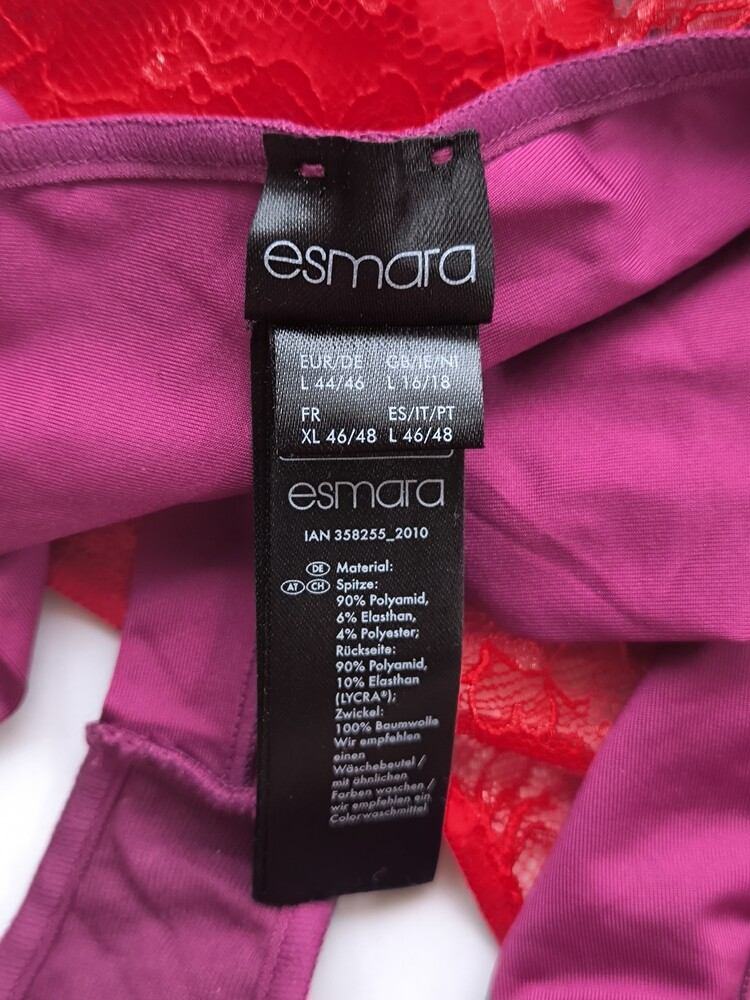 esmara
EUR/DE GB/IE/NI
L 44/46 L 16/18
FR ES/IT/PT
XL 46/48 L 46/48
esmara
IAN 358255_2010
DE Material:
AT CH Spitze:
90% Polyamid,
6% Elasthan,
4% Polyester;
Rückseite:
90% Polyamid,
10% Elasthan
(LYCRA®);
Zwickel:
100% Baumwolle
Wir empfehlen
einen
Wäschebeutel /
mit ähnlichen
Farben waschen /
wir empfehlen ein
Colorwaschmittel